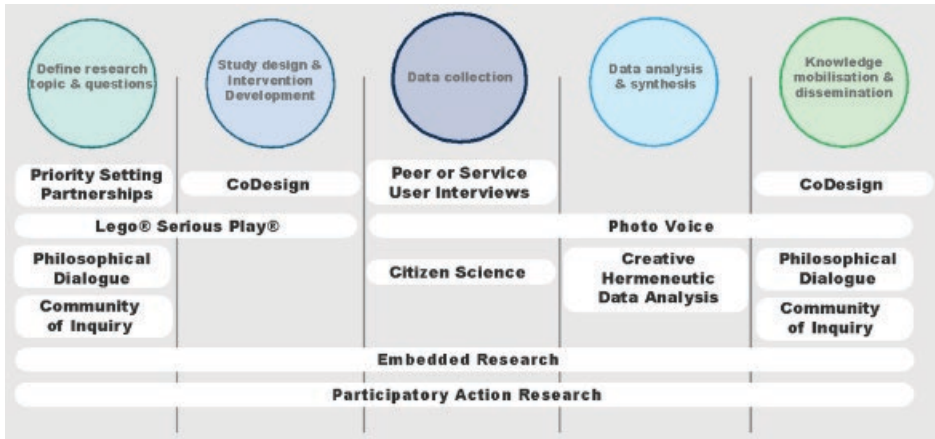 Define research
topic & questions
Study design &
Intervention
Development
Data collection
Data analysis
& synthesis
Knowledge
mobilisation &
dissemination
Priority Setting
Partnerships
CoDesign
Peer or Service
User Interviews
CoDesign
Lego® Serious Play®
Photo Voice
Philosophical
Dialogue
Citizen Science
Creative
Hermeneutic
Data Analysis
Philosophical
Dialogue
Community
of Inquiry
Community
of Inquiry
Embedded Research
Participatory Action Research